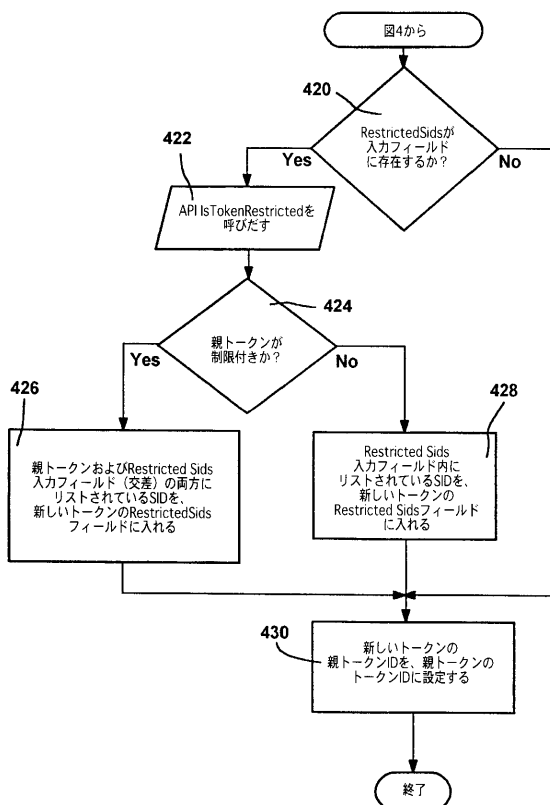 図4から
420
RestrictedSidsが
入力フィールド
に存在するか?
Yes
No
422
API IsTokenRestrictedを
呼びだす
424
親トークンが
制限付きか?
Yes
No
426
親トークンおよびRestricted Sids
入力フィールド（交差）の両方に
リストされているSIDを、
新しいトークンのRestrictedSids
フィールドに入れる
428
Restricted Sids
入力フィールド内に
リストされているSIDを、
新しいトークンの
Restricted Sidsフィールド
に入れる
430
新しいトークンの
親トークンIDを、親トークンの
トークンIDに設定する
終了